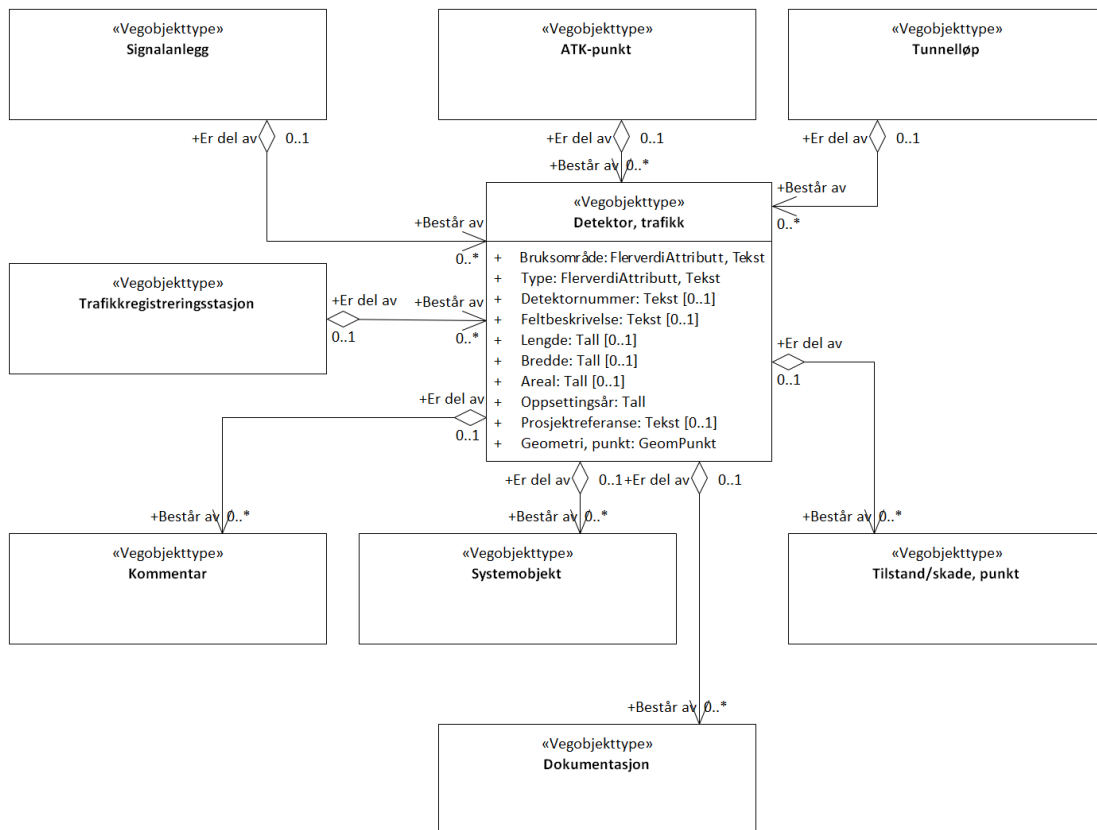 «Vegobjekttype»
Signalanlegg
«Vegobjekttype»
ATK-punkt
«Vegobjekttype»
Tunnelløp
+Er del av 0..1
+Er del av 0..1
+Er del av 0..1
+Består av 0..*
+Består av
0..*
+Består av
0..*
«Vegobjekttype»
Detektor, trafikk
+ Bruksområde: FlerverdiAttributt, Tekst
+ Type: FlerverdiAttributt, Tekst
+ Detektornummer: Tekst [0..1]
+ Feltbeskrivelse: Tekst [0..1]
+ Lengde: Tall [0..1]
+ Bredde: Tall [0..1]
+ Areal: Tall [0..1]
+ Oppsettingsår: Tall
+ Prosjektreferanse: Tekst [0..1]
+ Geometri, punkt: GeomPunkt
«Vegobjekttype»
Trafikkregistreringsstasjon
+Er del av
0..1
+Består av
0..*
+Er del av
0..1
+Er del av
0..1
+Er del av 0..1
+Er del av 0..1
+Består av 0..*
+Består av 0..*
+Består av 0..*
«Vegobjekttype»
Kommentar
«Vegobjekttype»
Systemobjekt
«Vegobjekttype»
Tilstand/skade, punkt
+Består av 0..*
«Vegobjekttype»
Dokumentasjon